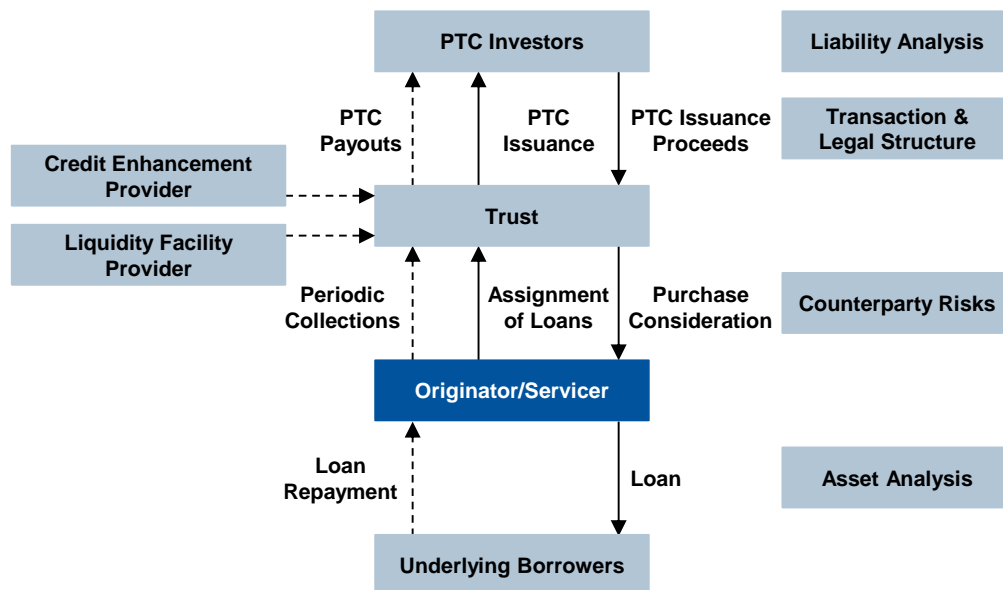 PTC Investors
Liability Analysis
PTC
Payouts
PTC
Issuance
PTC Issuance
Proceeds
Transaction &
Legal Structure
Credit Enhancement
Provider
Trust
Liquidity Facility
Provider
Periodic
Collections
Assignment
of Loans
Purchase
Consideration
Counterparty Risks
Originator/Servicer
Loan
Repayment
Loan
Asset Analysis
Underlying Borrowers